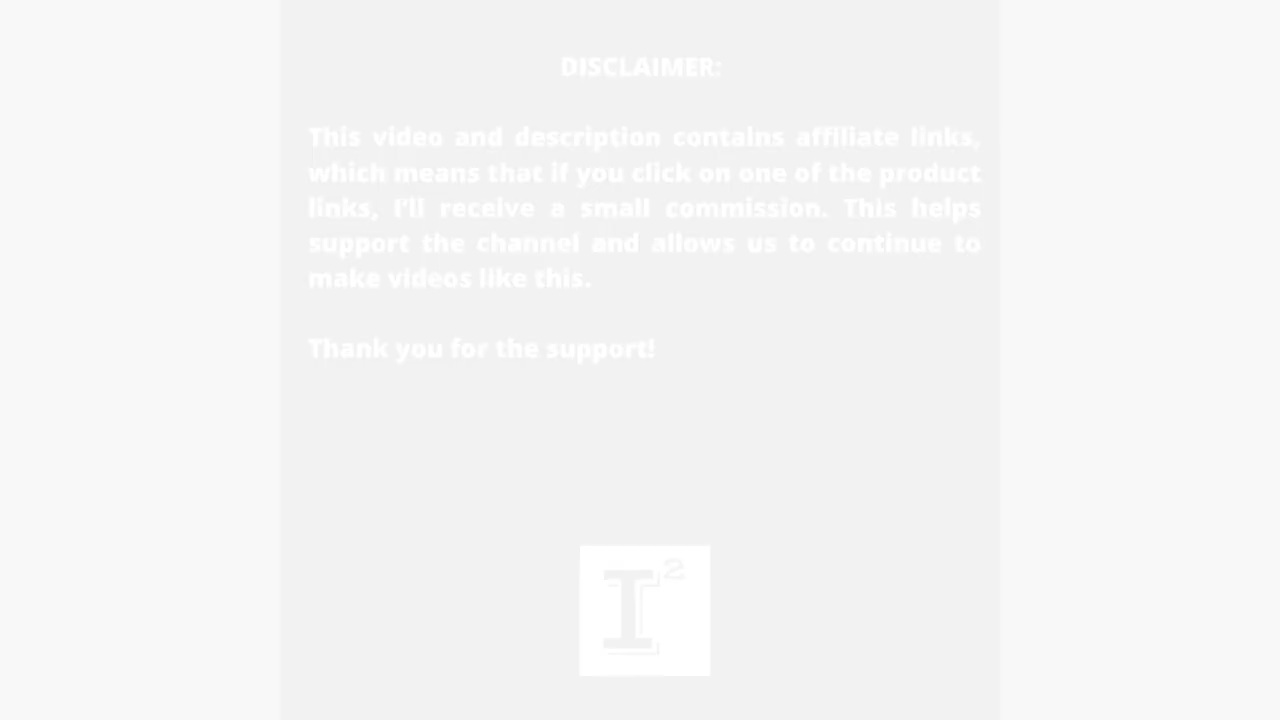 DISCLAIMER:
This video and description contains affiliate links,
which means that if you click on one of the product
links, I'll receive a small commission. This helps
support the channel and allows us to continue to
make videos like this.
Thank you for the support!
I²